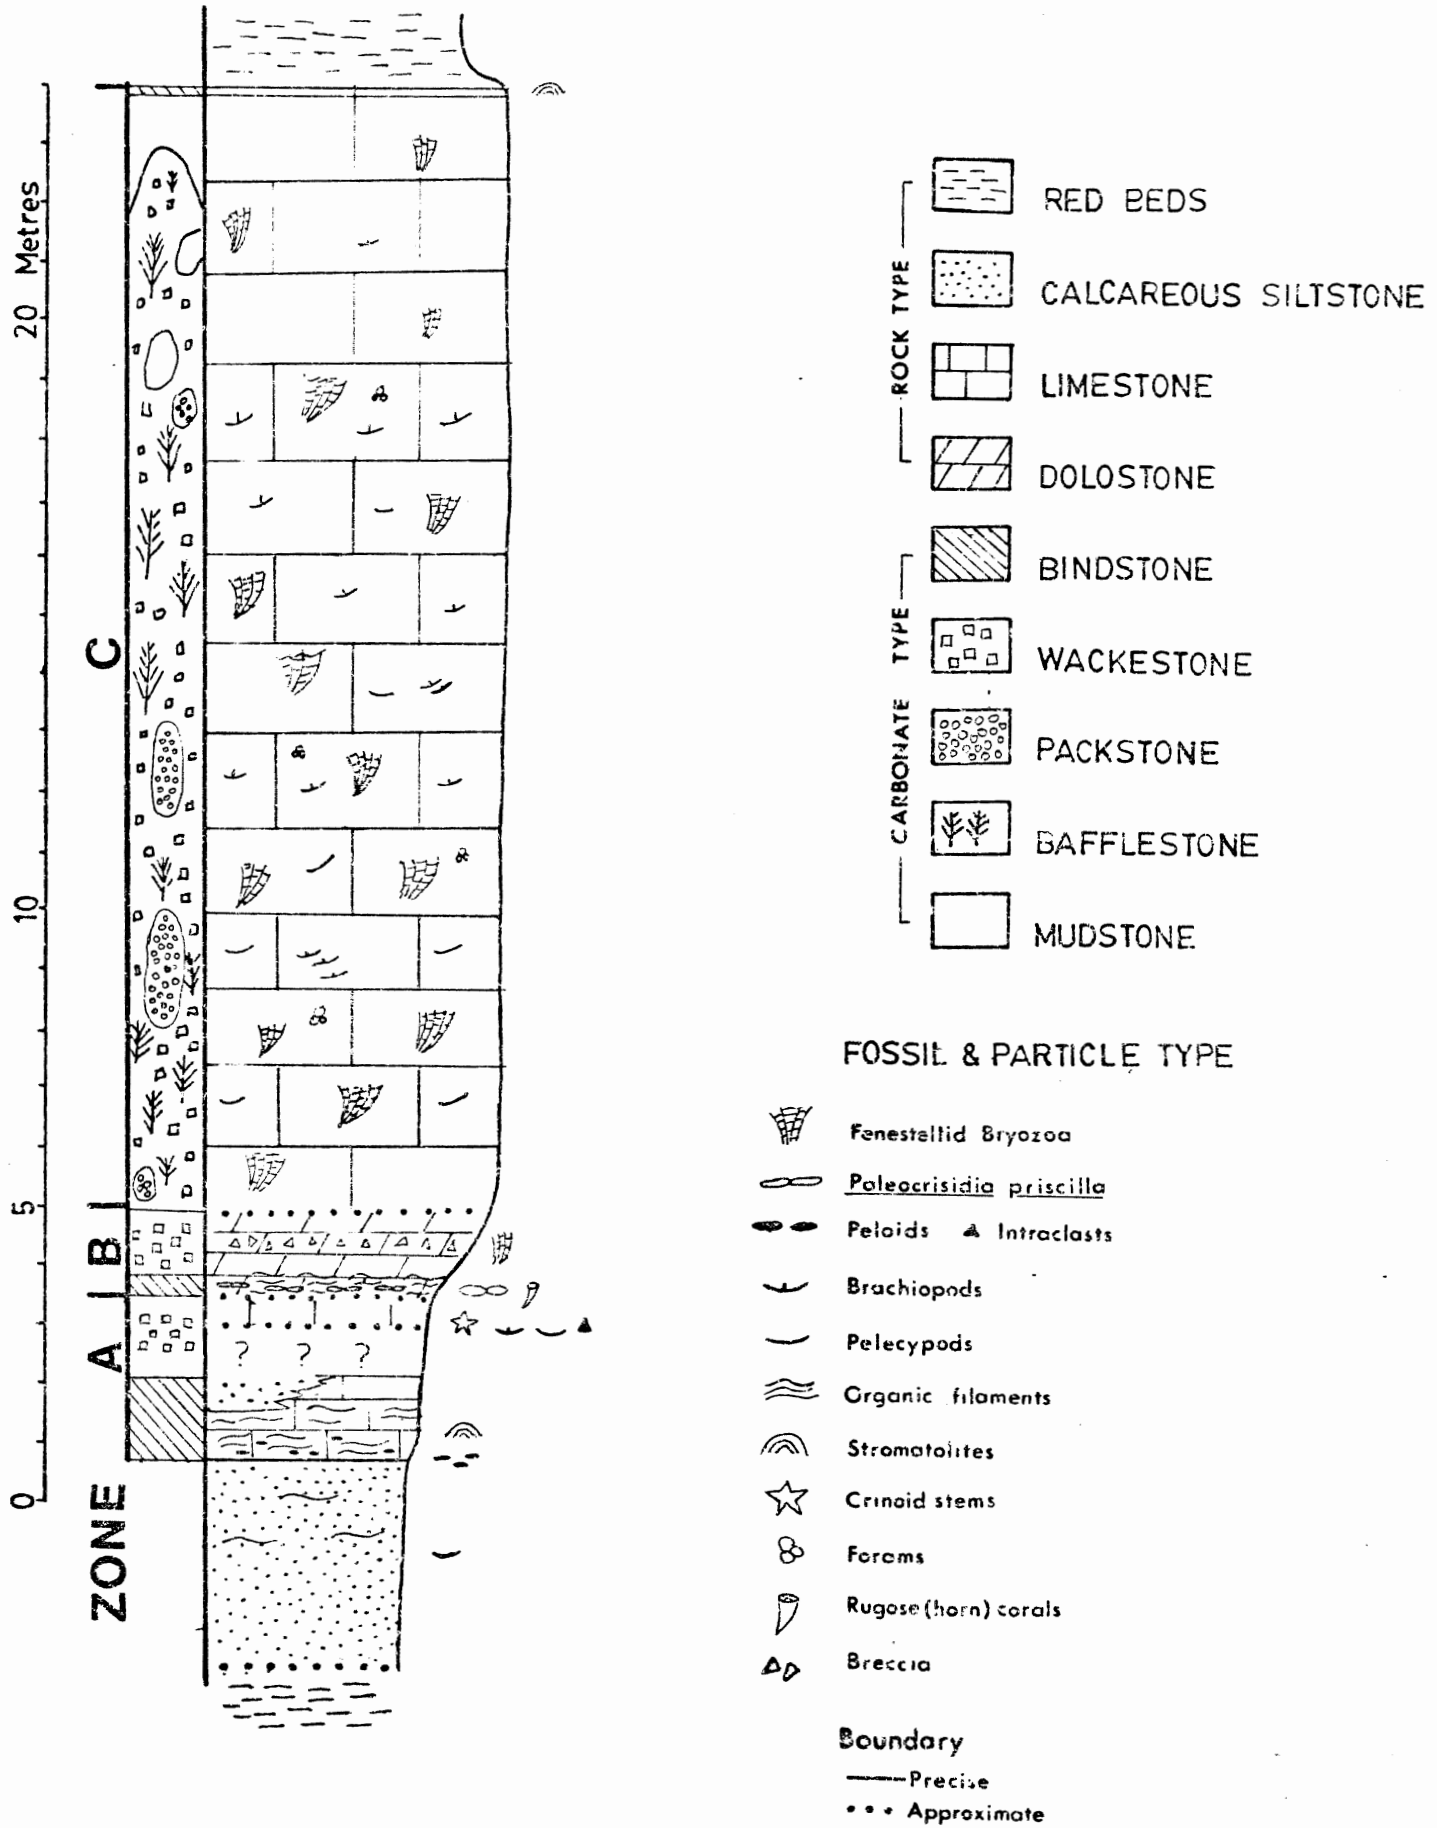 Metres
20
10
5
0
C
B
A
?
?
?
ZONE
ROCK TYPE
RED BEDS
CALCAREOUS SILTSTONE
LIMESTONE
DOLOSTONE
CARBONATE TYPE
BINDSTONE
WACKESTONE
PACKSTONE
BAFFLESTONE
MUDSTONE
FOSSIL & PARTICLE TYPE
Fenestellid Bryozoa
Paleocrisidia priscilla
Peloids Intraclasts
Brachiopods
Pelecypods
Organic filaments
Stromatolites
Crinoid stems
Forams
Rugose (horn) corals
Breccia
Boundary
Precise
Approximate